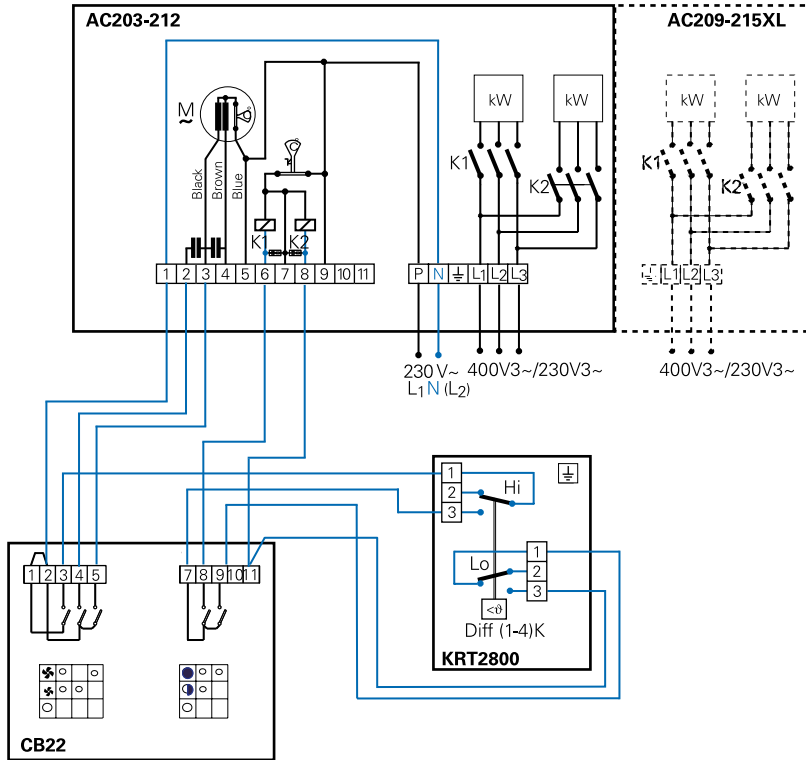 AC203-212
AC209-215XL
M
~
kW
kW
kW
kW
K1
K2
K1
K2
Black
Brown
Blue
K1
K2
1 2 3 4 5 6 7 8 9 10 11
P N L1 L2 L3
L1 L2 L3
230 V~
L1 N (L2)
400V3~/230V3~
400V3~/230V3~
1
2
3
Hi
Lo
1
2
3
<ϑ
Diff (1-4)K
KRT2800
1 2 3 4 5
7 8 9 10 11
CB22